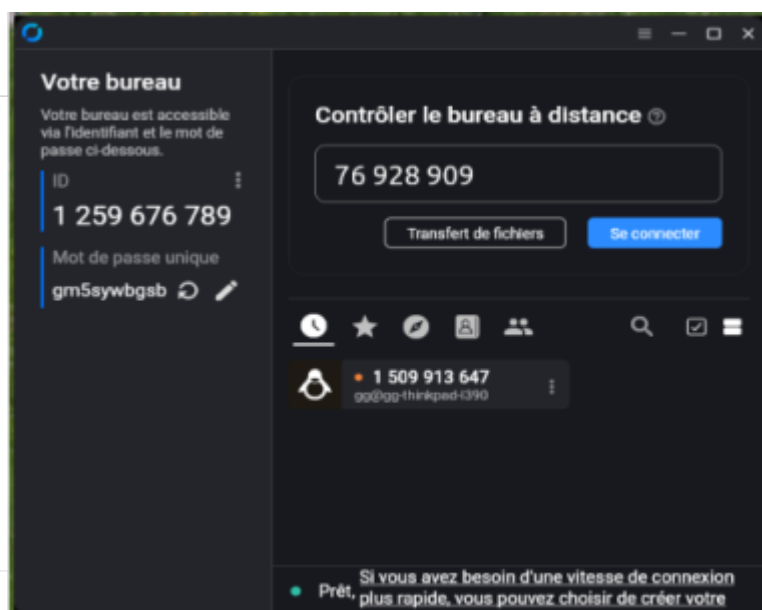 Votre bureau
Votre bureau est accessible
via l'identifiant et le mot de
passe ci-dessous.
ID
1 259 676 789
Mot de passe unique
gm5sywbgsb
Contrôler le bureau à distance
76 928 909
Transfert de fichiers
Se connecter
1 509 913 647
gg@gg-thinkpad-l390
Prêt, Si vous avez besoin d'une vitesse de connexion
plus rapide, vous pouvez choisir de créer votre